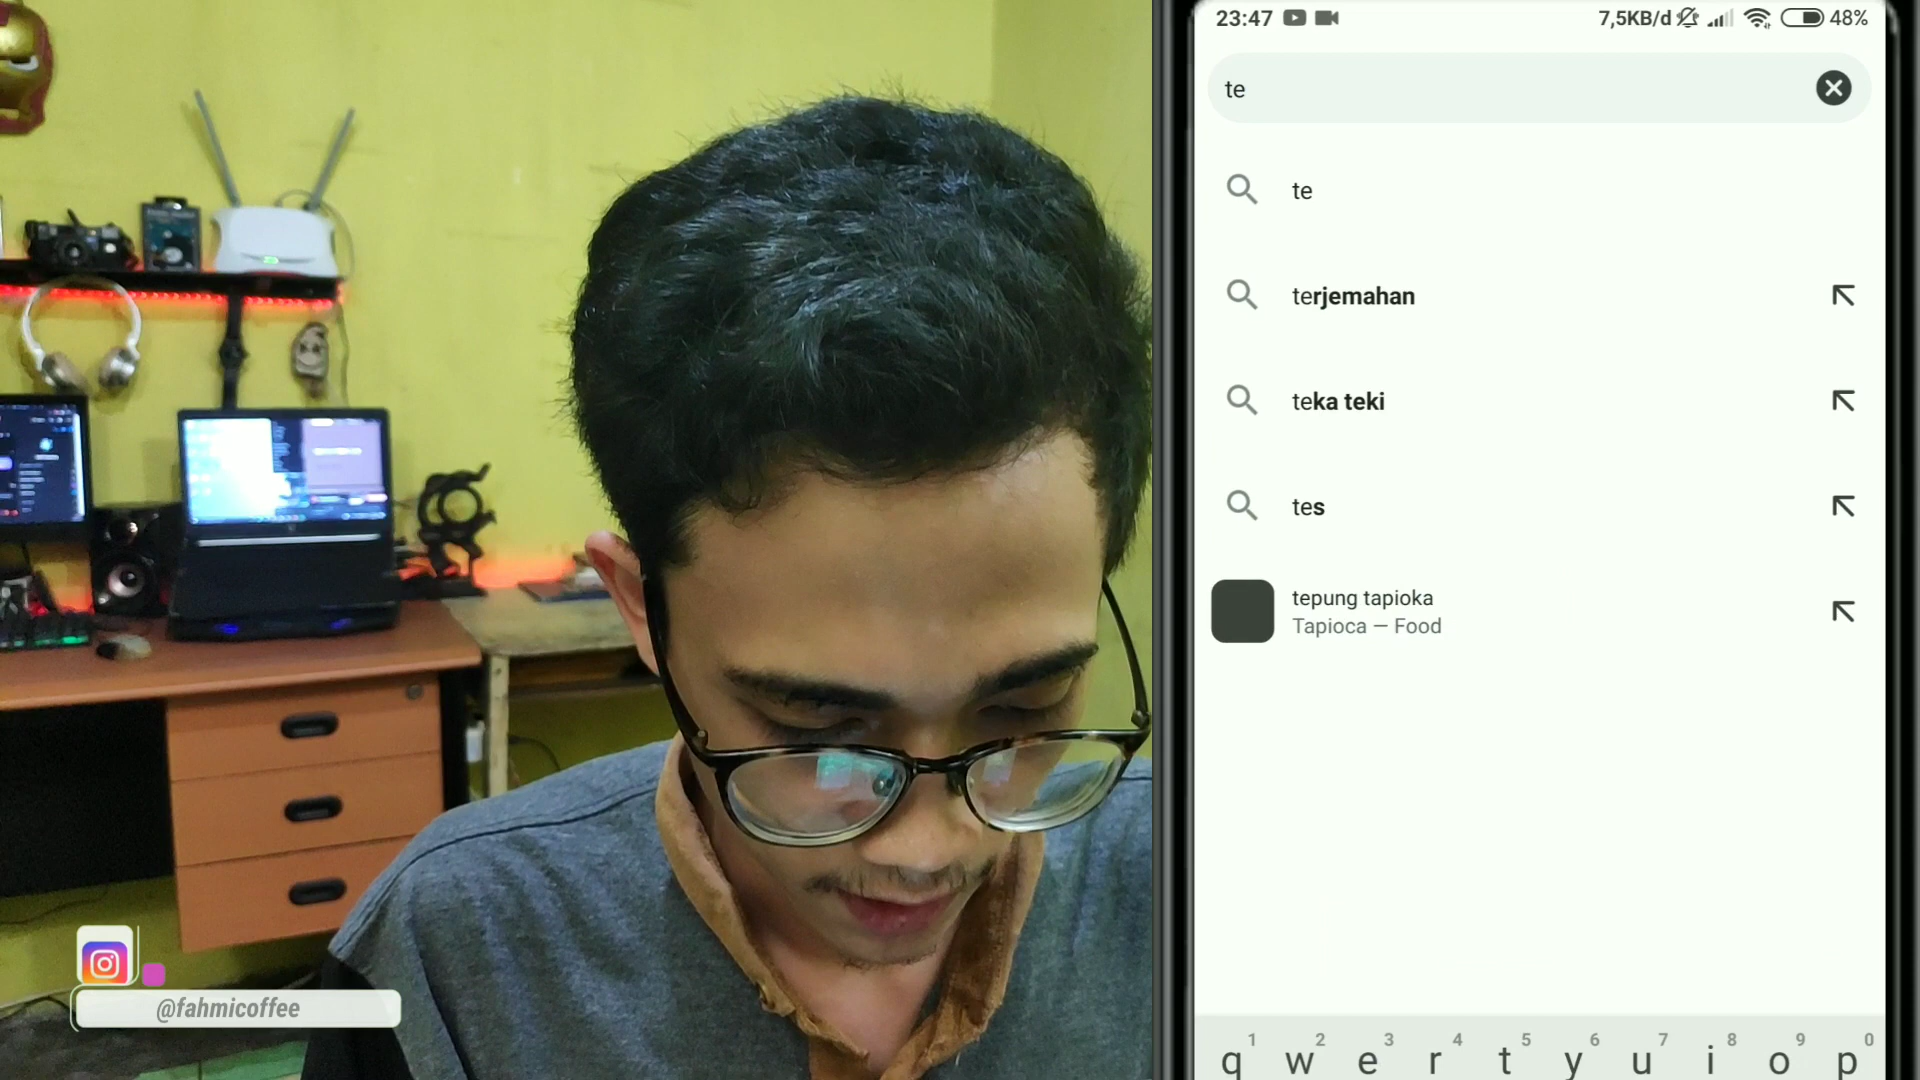 23:47
7,5KB/d
48%
te
te
terjemahan
teka teki
tes
tepung tapioka
Tapioca — Food
@fahmicoffee
1 2 3 4 5 6 7 8 9 0
q w e r t y u i o p